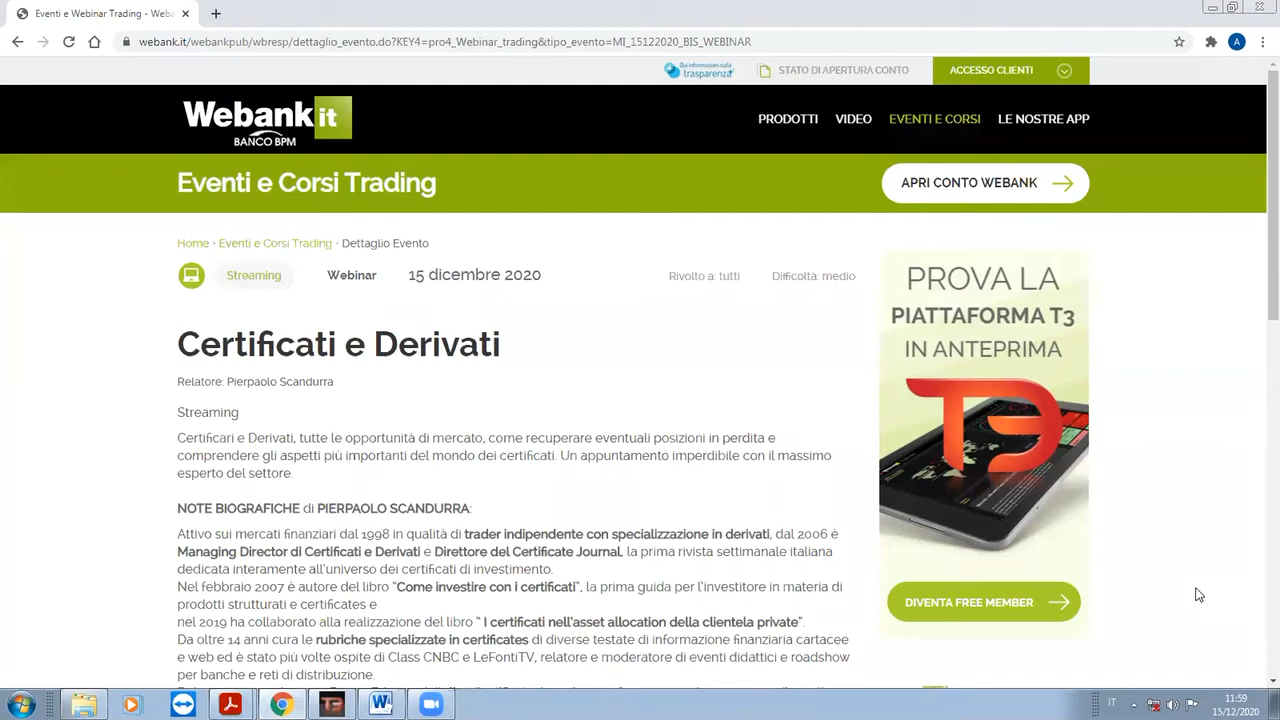 Eventi e Webinar Trading - Weba
webank.it/webankpub/wbresp/dettaglio_evento.do?KEY4=pro4_Webinar_trading&tipo_evento=MI_15122020_BIS_WEBINAR
A
Qui informazioni sulla
trasparenza
STATO DI APERTURA CONTO
ACCESSO CLIENTI
Webank it
BANCO BPM
PRODOTTI VIDEO EVENTI E CORSI LE NOSTRE APP
Eventi e Corsi Trading
APRI CONTO WEBANK
Home › Eventi e Corsi Trading › Dettaglio Evento
Streaming Webinar 15 dicembre 2020 Rivolto a: tutti Difficoltà: medio
Certificati e Derivati
Relatore: Pierpaolo Scandurra
Streaming
Certificari e Derivati, tutte le opportunità di mercato, come recuperare eventuali posizioni in perdita e
comprendere gli aspetti più importanti del mondo dei certificati. Un appuntamento imperdibile con il massimo
esperto del settore.
NOTE BIOGRAFICHE di PIERPAOLO SCANDURRA:
Attivo sui mercati finanziari dal 1998 in qualità di trader indipendente con specializzazione in derivati, dal 2006 è
Managing Director di Certificati e Derivati e Direttore del Certificate Journal, la prima rivista settimanale italiana
dedicata interamente all'universo dei certificati di investimento.
Nel febbraio 2007 è autore del libro "Come investire con i certificati", la prima guida per l'investitore in materia di
prodotti strutturati e certificates e
nel 2019 ha collaborato alla realizzazione del libro " I certificati nell'asset allocation della clientela private".
Da oltre 14 anni cura le rubriche specializzate in certificates di diverse testate di informazione finanziaria cartacee
e web ed è stato più volte ospite di Class CNBC e LeFontiTV, relatore e moderatore di eventi didattici e roadshow
per banche e reti di distribuzione.
PROVA LA
PIATTAFORMA T3
IN ANTEPRIMA
T3
DIVENTA FREE MEMBER
IT
11:59
15/12/2020